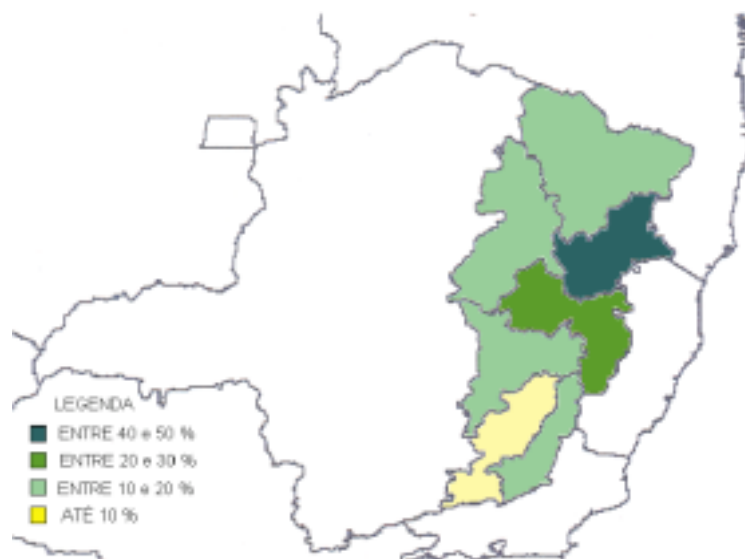 LEGENDA
ENTRE 40 e 50 %
ENTRE 20 e 30 %
ENTRE 10 e 20 %
ATÉ 10 %